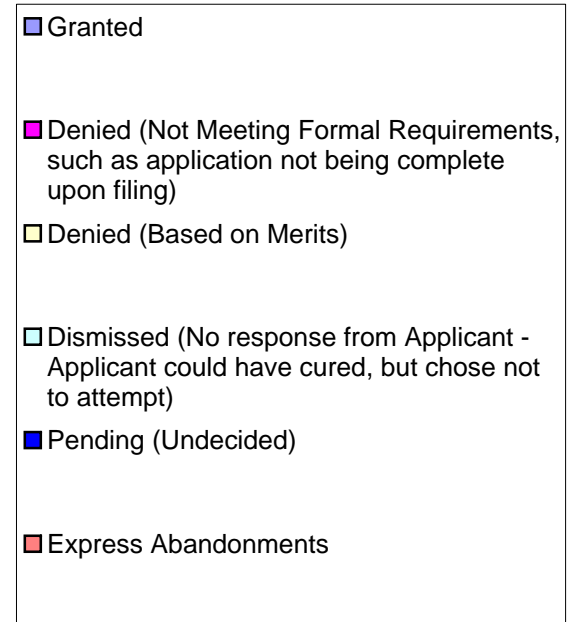 Granted
Denied (Not Meeting Formal Requirements,
such as application not being complete
upon filing)
Denied (Based on Merits)
Dismissed (No response from Applicant -
Applicant could have cured, but chose not
to attempt)
Pending (Undecided)
Express Abandonments